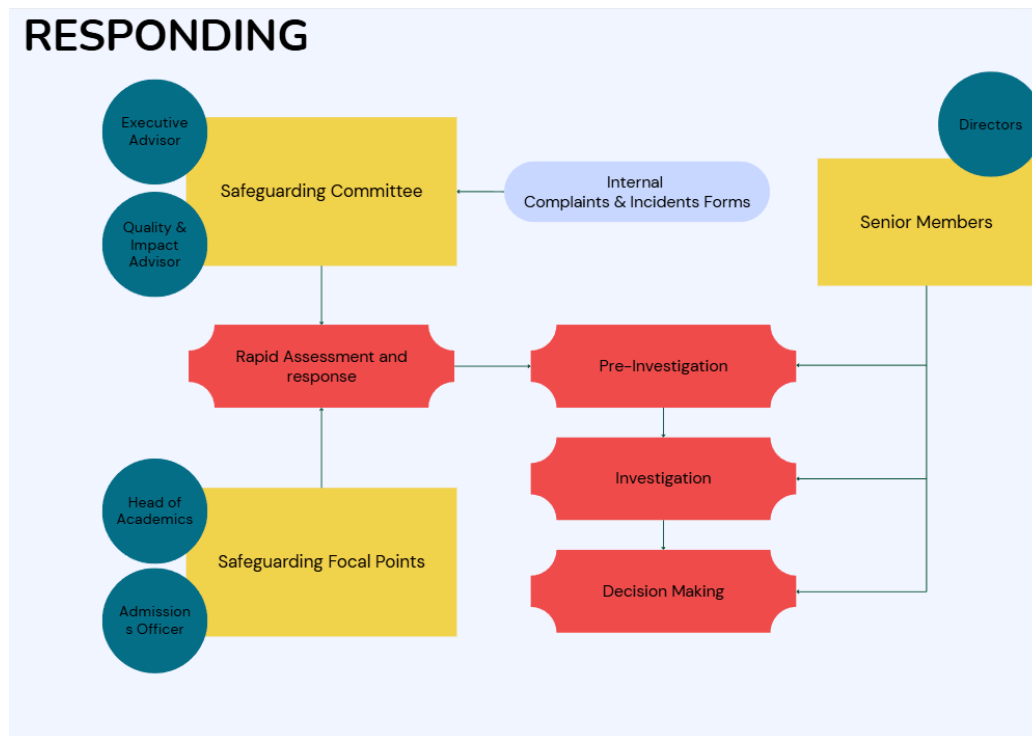 RESPONDING
Executive
Advisor
Safeguarding Committee
Quality &
Impact
Advisor
Internal
Complaints & Incidents Forms
Directors
Senior Members
Rapid Assessment and
response
Pre-Investigation
Investigation
Decision Making
Head of
Academics
Safeguarding Focal Points
Admission
s Officer